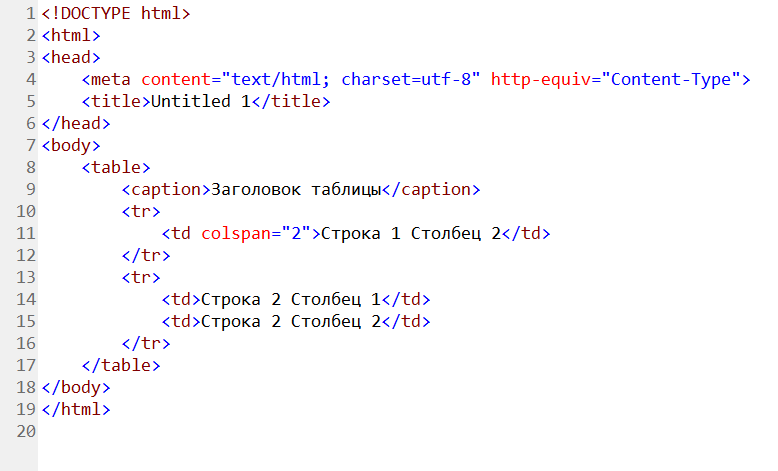 1 <!DOCTYPE html>
2 <html>
3 <head>
4     <meta content="text/html; charset=utf-8" http-equiv="Content-Type">
5     <title>Untitled 1</title>
6 </head>
7 <body>
8     <table>
9         <caption>Заголовок таблицы</caption>
10         <tr>
11             <td colspan="2">Строка 1 Столбец 2</td>
12         </tr>
13         <tr>
14             <td>Строка 2 Столбец 1</td>
15             <td>Строка 2 Столбец 2</td>
16         </tr>
17     </table>
18 </body>
19 </html>
20